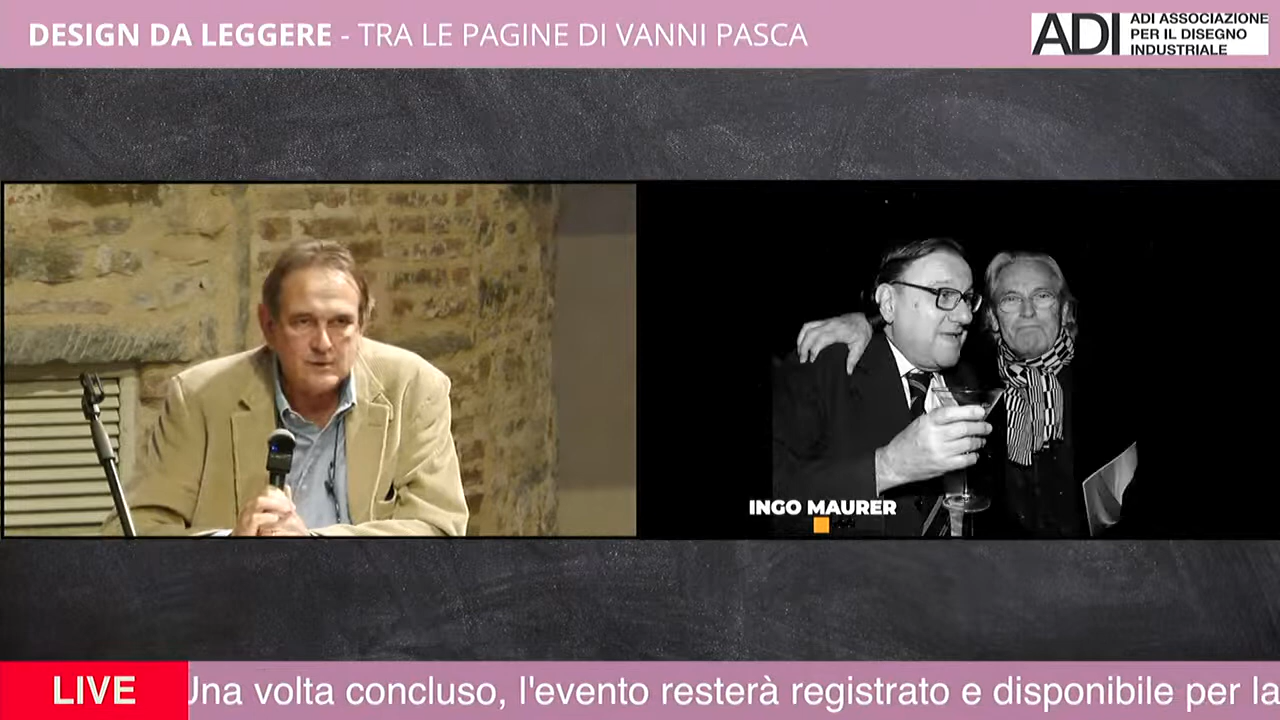 DESIGN DA LEGGERE - TRA LE PAGINE DI VANNI PASCA
ADI
ADI ASSOCIAZIONE
PER IL DISEGNO
INDUSTRIALE
INGO MAURER
LIVE
Una volta concluso, l'evento resterà registrato e disponibile per la